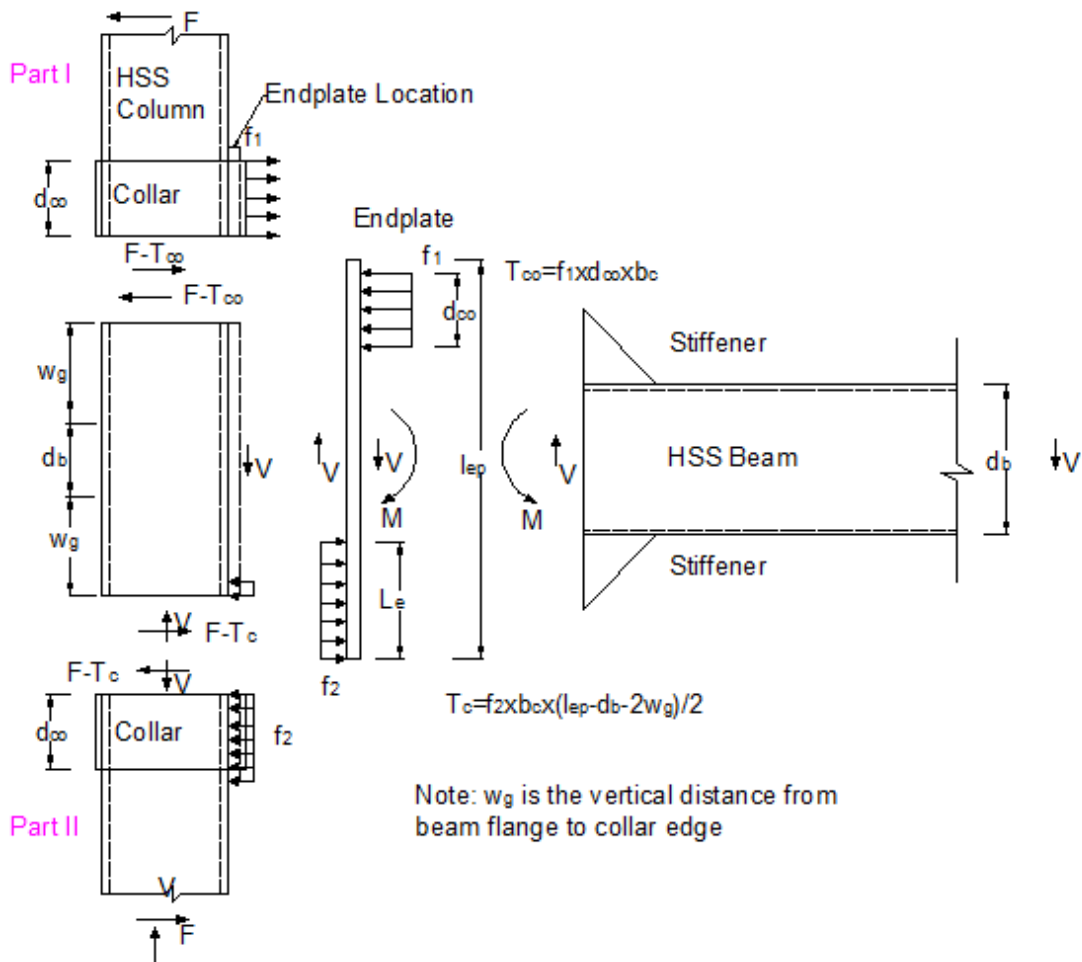 F
Part I
HSS
Column
Endplate Location
f1
dco
Collar
F-Tco
F-Tco
Endplate
f1
Tco=f1xdcoxbc
dco
Stiffener
wg
db
wg
V
V
V
lep
M
M
V
HSS Beam
db
V
Stiffener
Le
V
F-Tc
F-Tc
V
f2
Tc=f2xbcx(lep-db-2wg)/2
dco
Collar
f2
Note: wg is the vertical distance from
beam flange to collar edge
Part II
V
F